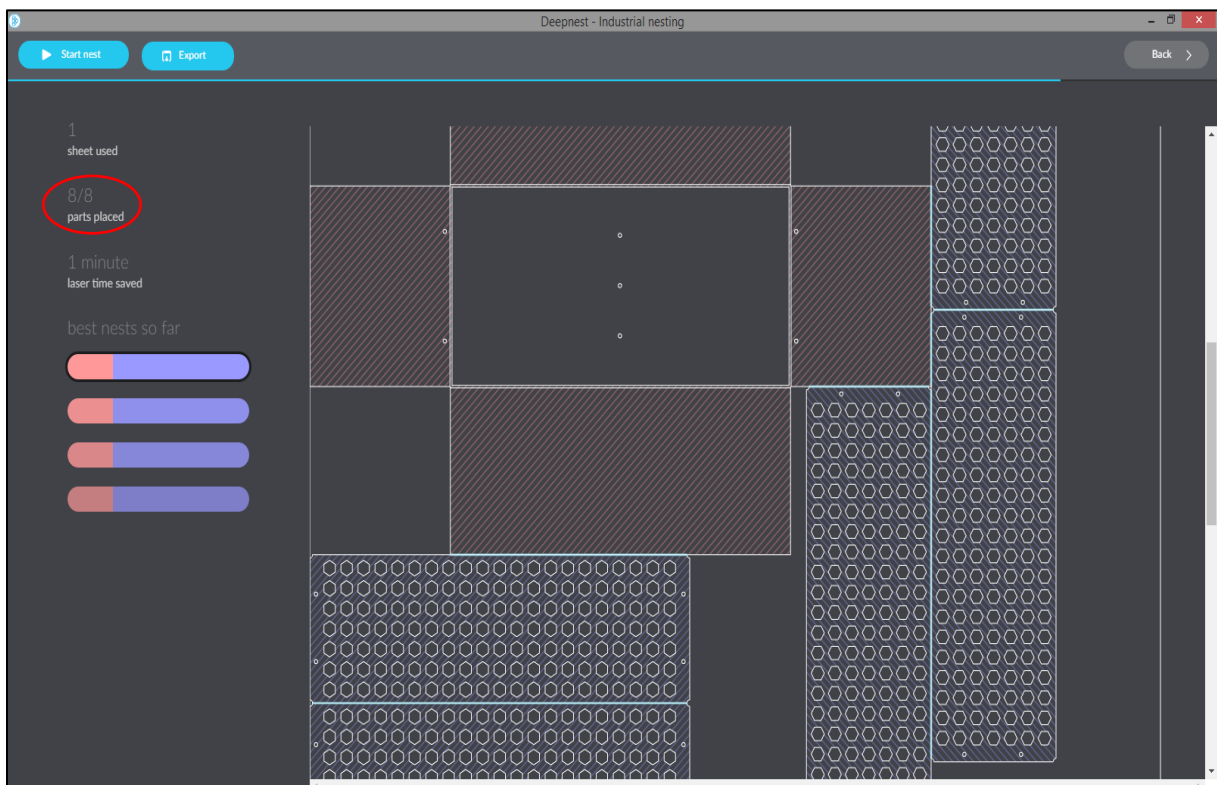 Deepnest - Industrial nesting
Start nest
Export
Back
1
sheet used
8/8
parts placed
1 minute
laser time saved
best nests so far